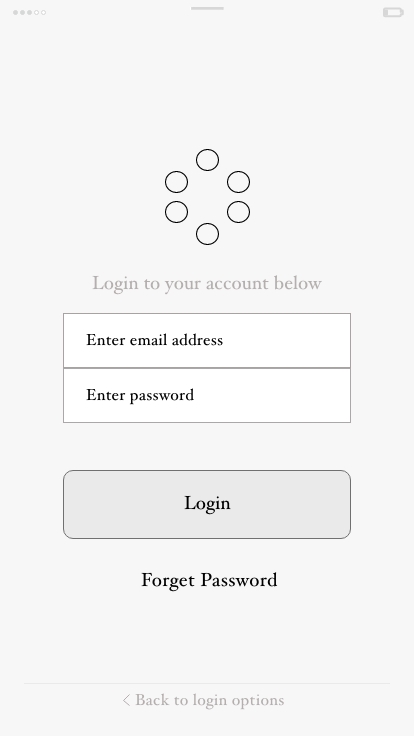 Login to your account below
Enter email address
Enter password
Login
Forget Password
Back to login options